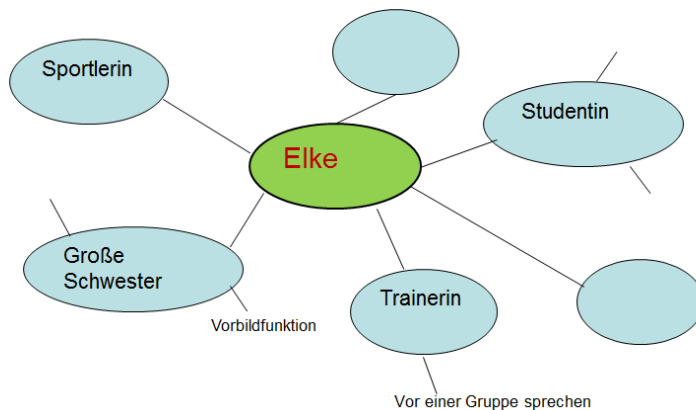 Sportlerin
Studentin
Elke
Große
Schwester
Trainerin
Vorbildfunktion
Vor einer Gruppe sprechen